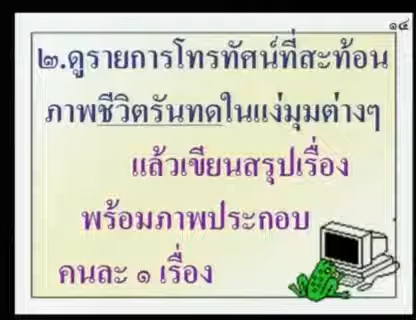 ๑๔
๒.ดูรายการโทรทัศน์ที่สะท้อน
ภาพชีวิตรันทดในแง่มุมต่างๆ
แล้วเขียนสรุปเรื่อง
พร้อมภาพประกอบ
คนละ ๑ เรื่อง